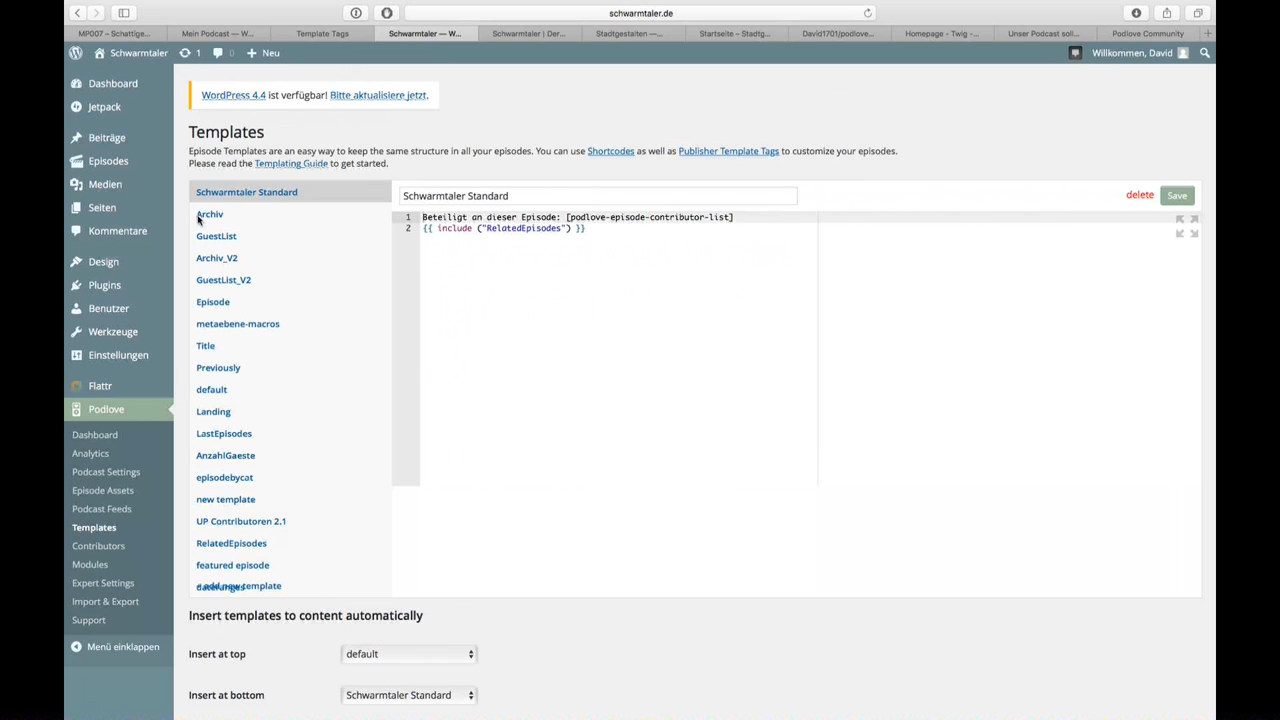 schwarmtaler.de
MP007 – Schattige...
Mein Podcast — W...
Template Tags
Schwarmtaler — W...
Schwarmtaler | Der...
Stadtgestalten —...
Startseite – Stadtg...
David1701/podlove...
Homepage - Twig -...
Unser Podcast soll...
Podlove Community
Schwarmtaler
1
0
Neu
Willkommen, David
Dashboard
Jetpack
Beiträge
Episodes
Medien
Seiten
Kommentare
Design
Plugins
Benutzer
Werkzeuge
Einstellungen
Flattr
Podlove
Dashboard
Analytics
Podcast Settings
Episode Assets
Podcast Feeds
Templates
Contributors
Modules
Expert Settings
Import & Export
Support
Menü einklappen
WordPress 4.4 ist verfügbar! Bitte aktualisiere jetzt.
Templates
Episode Templates are an easy way to keep the same structure in all your episodes. You can use Shortcodes as well as Publisher Template Tags to customize your episodes.
Please read the Templating Guide to get started.
Schwarmtaler Standard
Archiv
GuestList
Archiv_V2
GuestList_V2
Episode
metaebene-macros
Title
Previously
default
Landing
LastEpisodes
AnzahlGaeste
episodebycat
new template
UP Contributoren 2.1
RelatedEpisodes
featured episode
+ add new template
Schwarmtaler Standard
delete
Save
1 Beteiligt an dieser Episode: [podlove-episode-contributor-list]
2 {{ include ("RelatedEpisodes") }}
Insert templates to content automatically
Insert at top
default
Insert at bottom
Schwarmtaler Standard